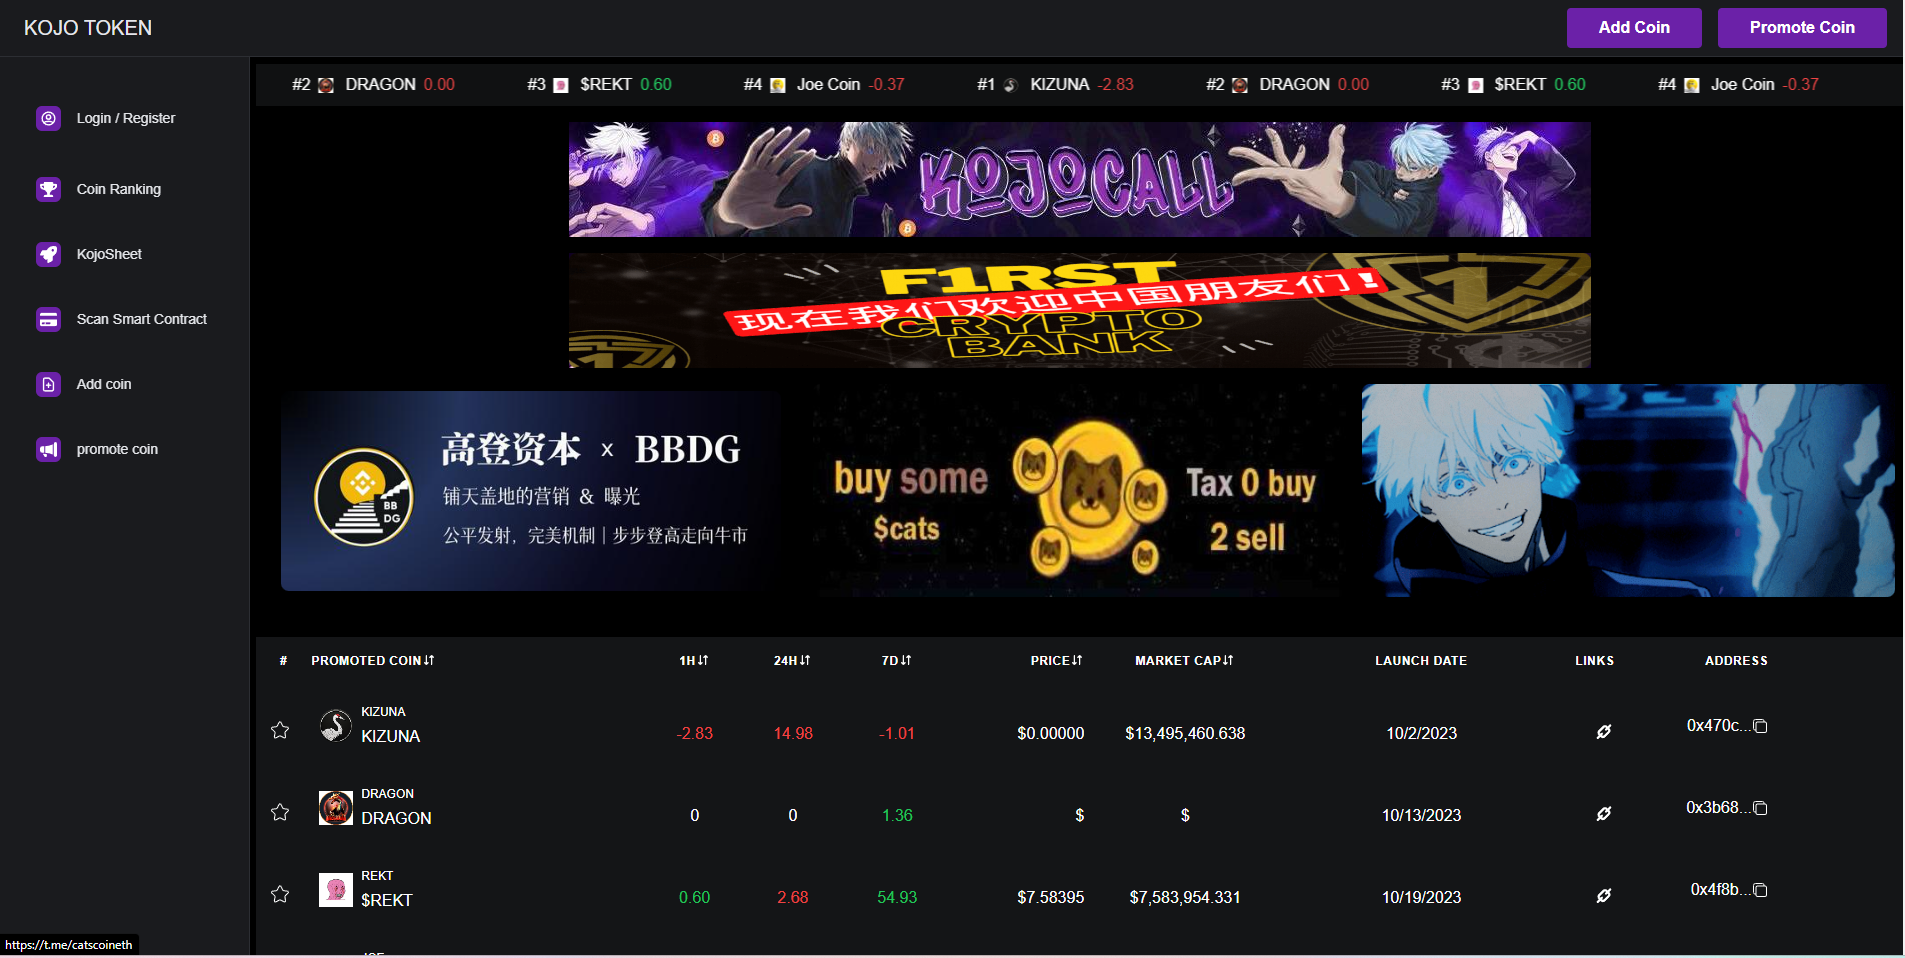 KOJO TOKEN
Add Coin
Promote Coin
Login / Register
Coin Ranking
KojoSheet
Scan Smart Contract
Add coin
promote coin
#2 DRAGON 0.00 #3 $REKT 0.60 #4 Joe Coin -0.37 #1 KIZUNA -2.83 #2 DRAGON 0.00 #3 $REKT 0.60 #4 Joe Coin -0.37
KOJOCALL
F1RST
现在我们欢迎中国朋友们!
CRYPTO
BANK
高登资本 x BBDG
铺天盖地的营销 & 曝光
公平发射, 完美机制 | 步步登高走向牛市
BB
DG
buy some
$cats
Tax 0 buy
2 sell
# PROMOTED COIN 1H 24H 7D PRICE MARKET CAP LAUNCH DATE LINKS ADDRESS
KIZUNA
KIZUNA -2.83 14.98 -1.01 $0.00000 $13,495,460.638 10/2/2023 0x470c...
DRAGON
DRAGON 0 0 1.36 $ $ 10/13/2023 0x3b68...
REKT
$REKT 0.60 2.68 54.93 $7.58395 $7,583,954.331 10/19/2023 0x4f8b...
https://t.me/catscoineth